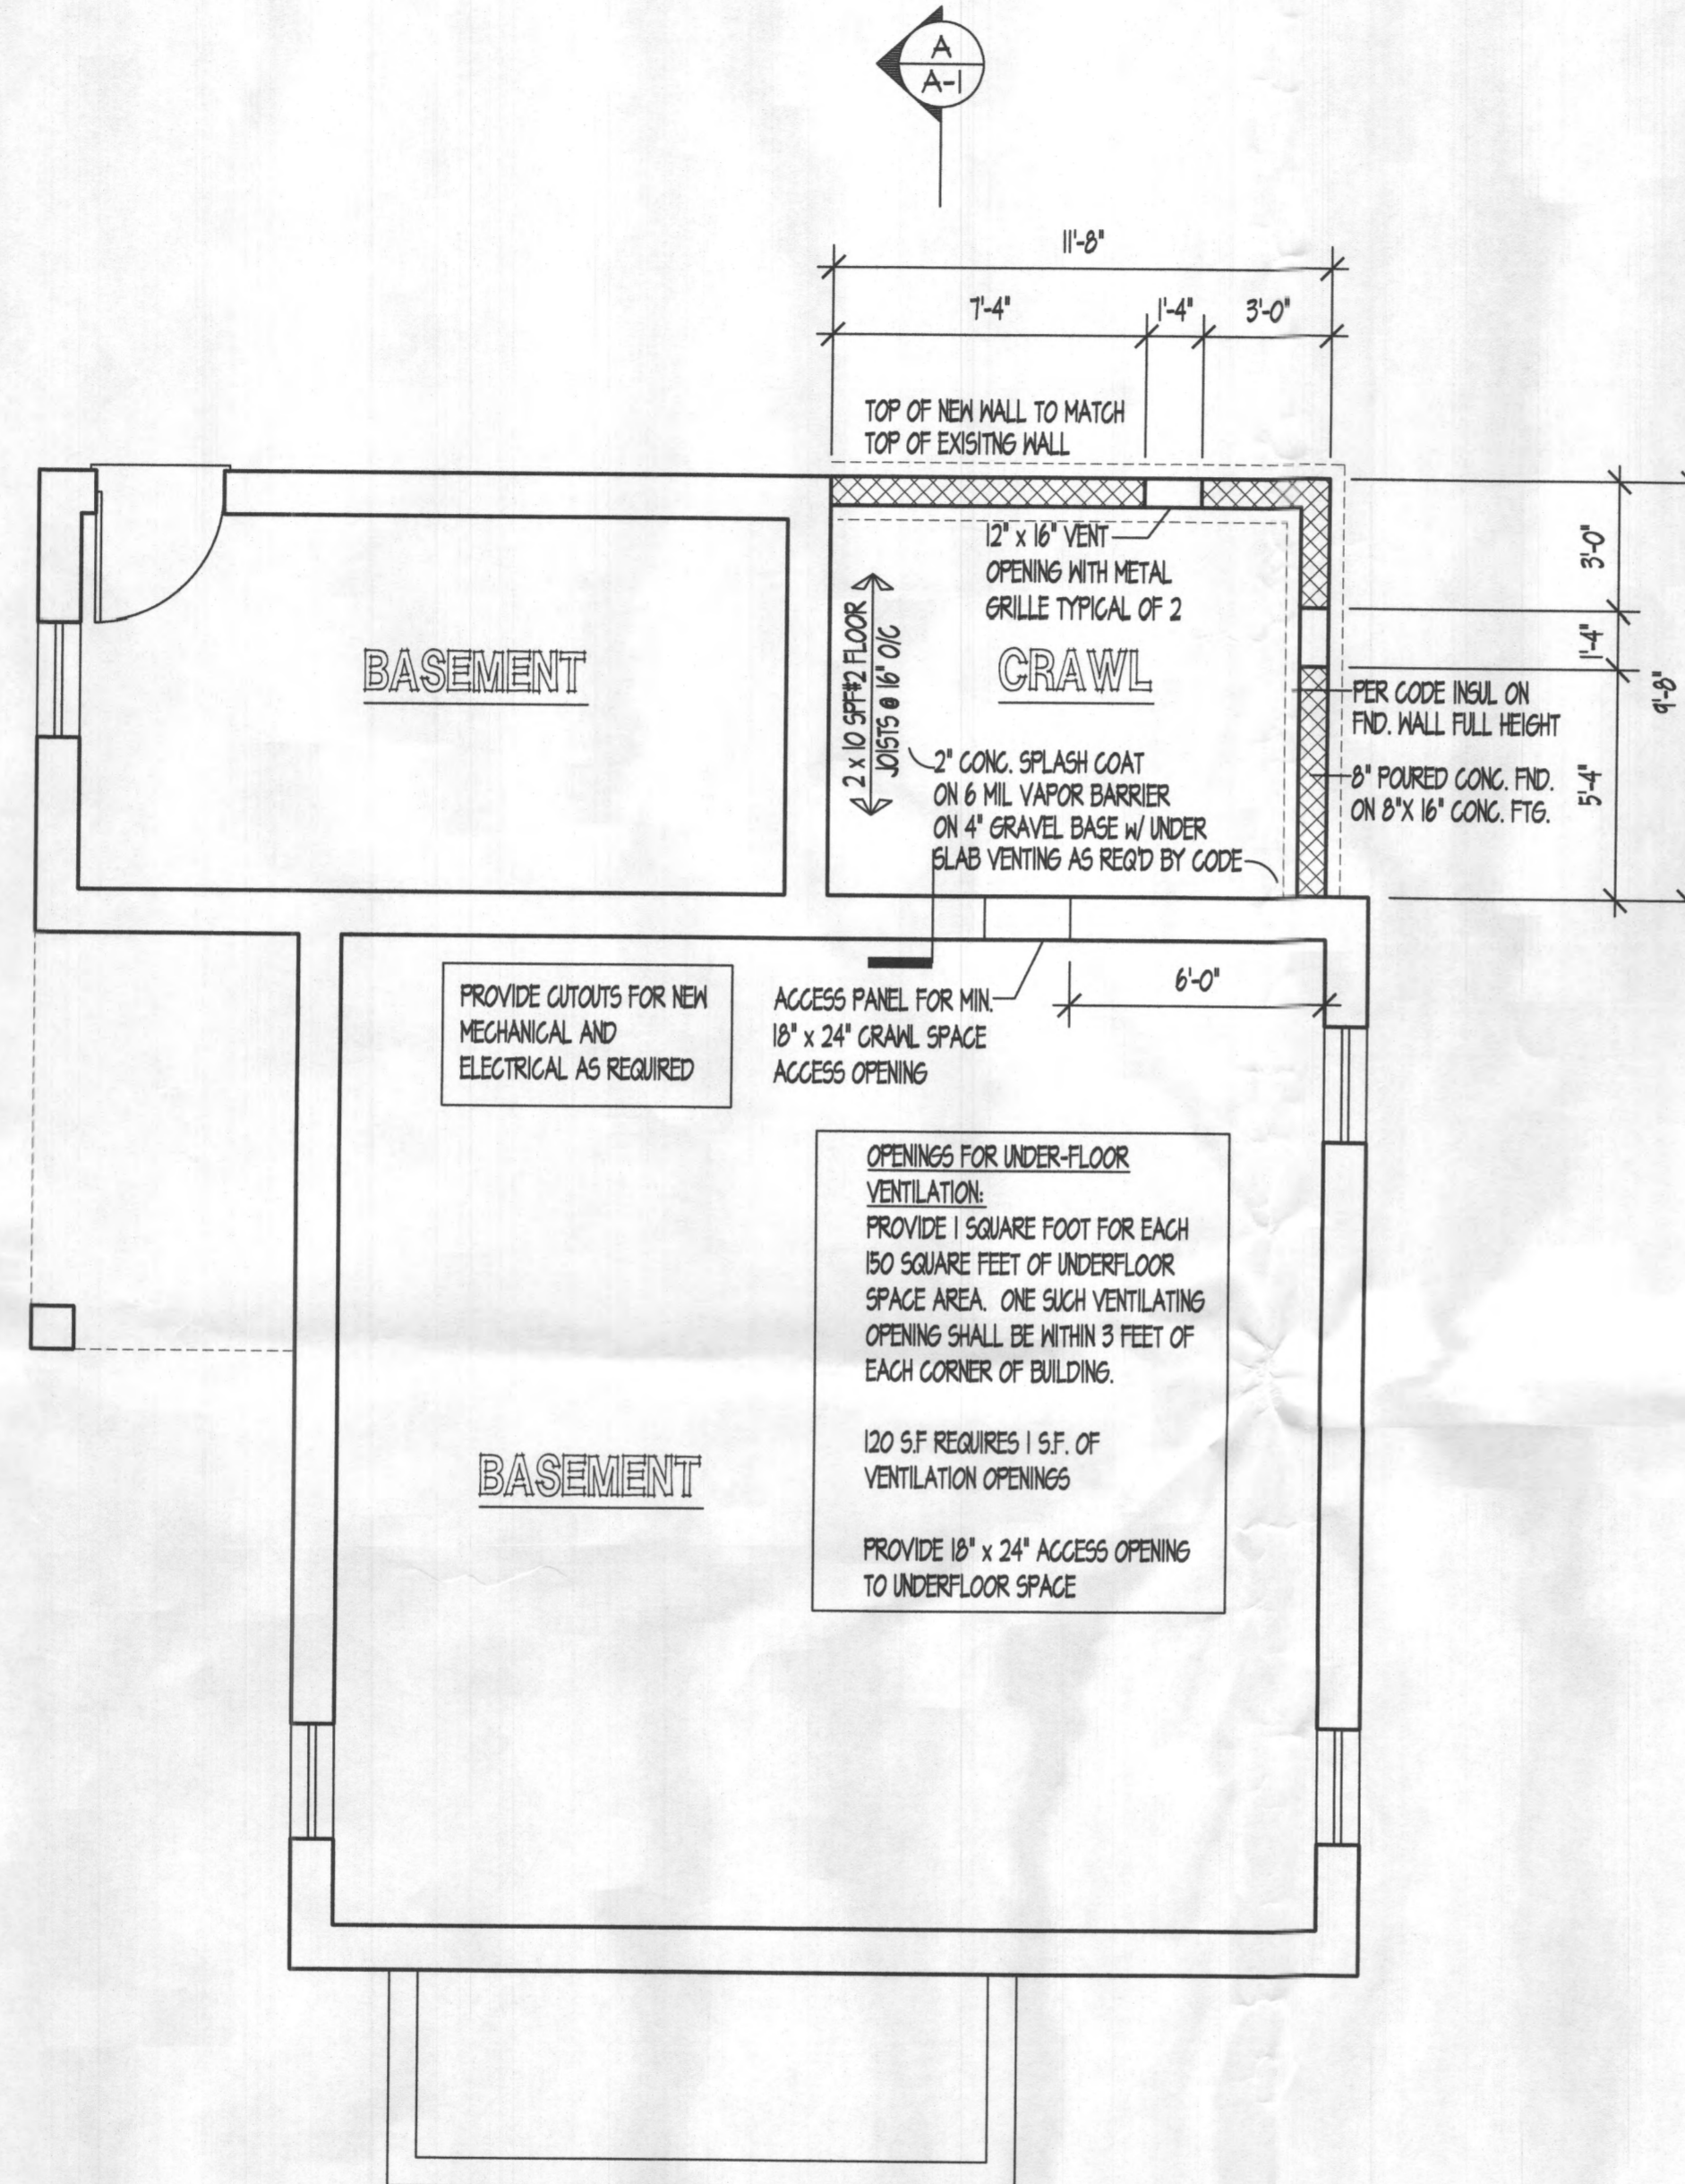 A
A-1
11'-8"
7'-4"
1'-4"
3'-0"
TOP OF NEW WALL TO MATCH
TOP OF EXISITNG WALL
12" x 16" VENT
OPENING WITH METAL
GRILLE TYPICAL OF 2
3'-0"
1'-4"
5'-4"
9'-8"
BASEMENT
2 x 10 SPF#2 FLOOR
JOISTS @ 16" O/C
CRAWL
PER CODE INSUL ON
FND. WALL FULL HEIGHT
8" POURED CONC. FND.
ON 8"X 16" CONC. FTG.
2" CONC. SPLASH COAT
ON 6 MIL VAPOR BARRIER
ON 4" GRAVEL BASE w/ UNDER
SLAB VENTING AS REQ'D BY CODE
PROVIDE CUTOUTS FOR NEW
MECHANICAL AND
ELECTRICAL AS REQUIRED
ACCESS PANEL FOR MIN.
18" x 24" CRAWL SPACE
ACCESS OPENING
6'-0"
OPENINGS FOR UNDER-FLOOR
VENTILATION:
PROVIDE 1 SQUARE FOOT FOR EACH
150 SQUARE FEET OF UNDERFLOOR
SPACE AREA. ONE SUCH VENTILATING
OPENING SHALL BE WITHIN 3 FEET OF
EACH CORNER OF BUILDING.
120 S.F REQUIRES 1 S.F. OF
VENTILATION OPENINGS
PROVIDE 18" x 24" ACCESS OPENING
TO UNDERFLOOR SPACE
BASEMENT